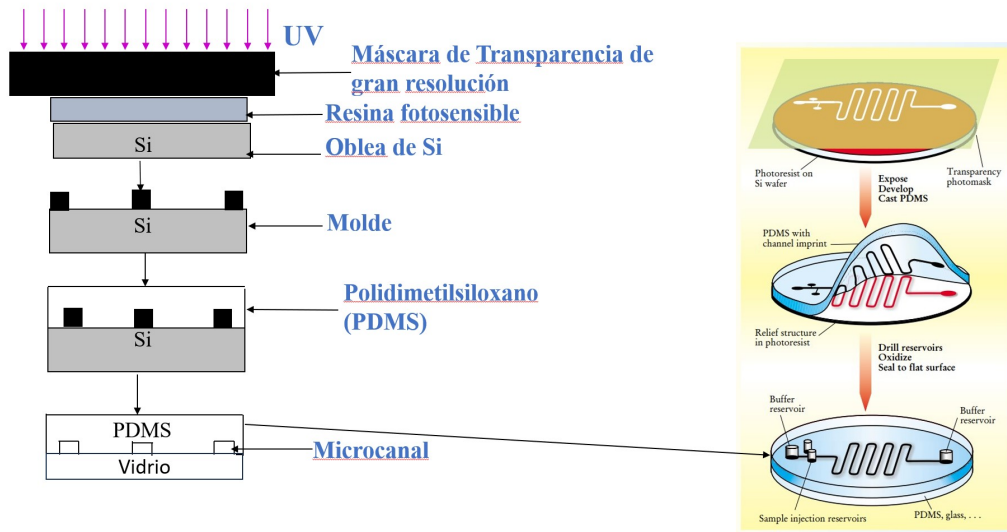 UV
Máscara de Transparencia de
gran resolución
Resina fotosensible
Si
Oblea de Si
Si
Molde
Polidimetilsiloxano
(PDMS)
Si
PDMS
Microcanal
Vidrio
Photoresist on
Si wafer
Transparency
photomask
Expose
Develop
Cast PDMS
PDMS with
channel imprint
Relief structure
in photoresist
Drill reservoirs
Oxidize
Seal to flat surface
Buffer
reservoir
Buffer
reservoir
Sample injection reservoirs
PDMS, glass, . . .